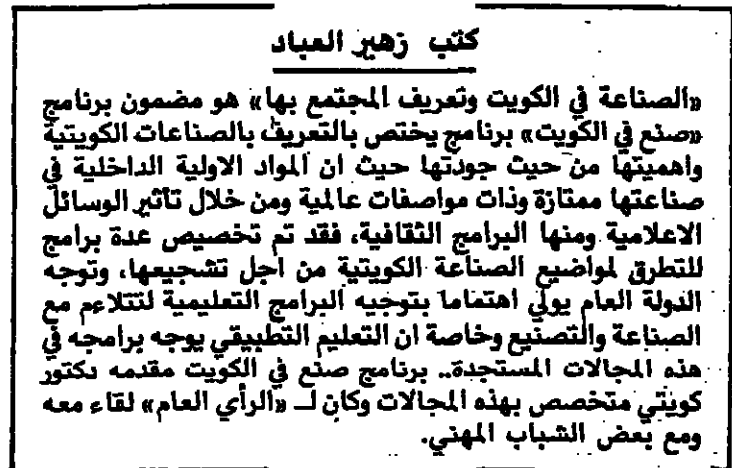 كتب زهير العباد
«الصناعة في الكويت وتعريف المجتمع بها» هو مضمون برنامج
«صنع في الكويت» برنامج يختص بالتعريف بالصناعات الكويتية
واهميتها من حيث جودتها حيث ان المواد الاولية الداخلية في
صناعتها ممتازة وذات مواصفات عالمية ومن خلال تأثير الوسائل
الاعلامية ومنها البرامج الثقافية، فقد تم تخصيص عدة برامج
للتطرق لمواضيع الصناعة الكويتية من اجل تشجيعها، وتوجه
الدولة العام يولي اهتماما بتوجيه البرامج التعليمية لتتلاءم مع
الصناعة والتصنيع وخاصة ان التعليم التطبيقي يوجه برامجه في
هذه المجالات المستجدة.. برنامج صنع في الكويت مقدمه دكتور
كويتي متخصص بهذه المجالات وكان لـ «الرأي العام» لقاء معه
ومع بعض الشباب المهني.